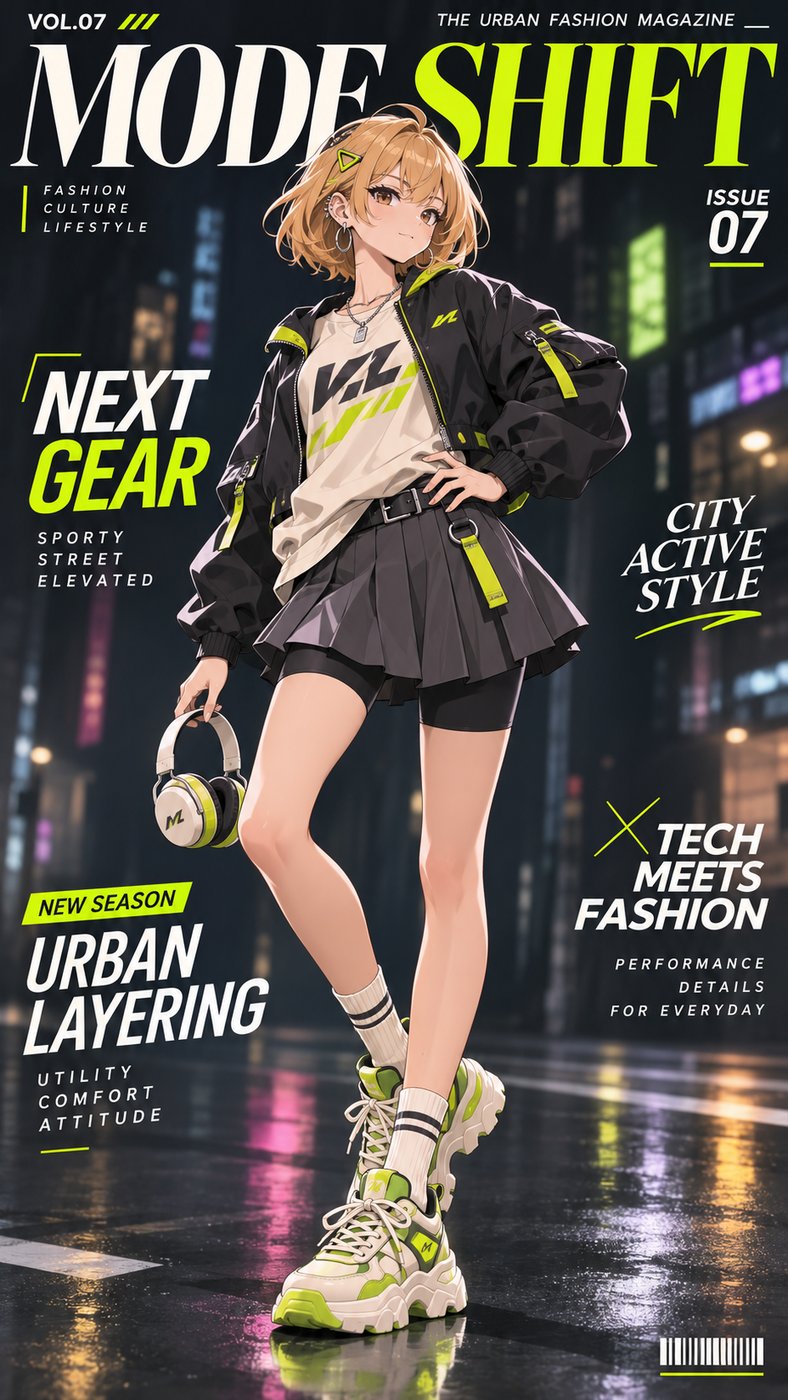 VOL.07
THE URBAN FASHION MAGAZINE
MODE SHIFT
FASHION
CULTURE
LIFESTYLE
ISSUE
07
NEXT
GEAR
SPORTY
STREET
ELEVATED
CITY
ACTIVE
STYLE
TECH
MEETS
FASHION
PERFORMANCE
DETAILS
FOR EVERYDAY
NEW SEASON
URBAN
LAYERING
UTILITY
COMFORT
ATTITUDE